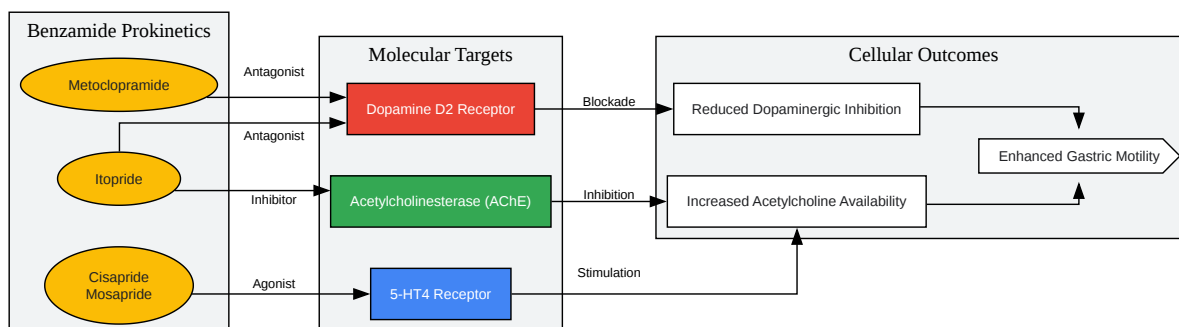 Benzamide Prokinetics
Molecular Targets
Cellular Outcomes
Metoclopramide
Antagonist
Dopamine D2 Receptor
Blockade
Reduced Dopaminergic Inhibition
Antagonist
Enhanced Gastric Motility
Itopride
Inhibitor
Acetylcholinesterase (AChE)
Inhibition
Increased Acetylcholine Availability
Cisapride
Mosapride
Agonist
5-HT4 Receptor
Stimulation